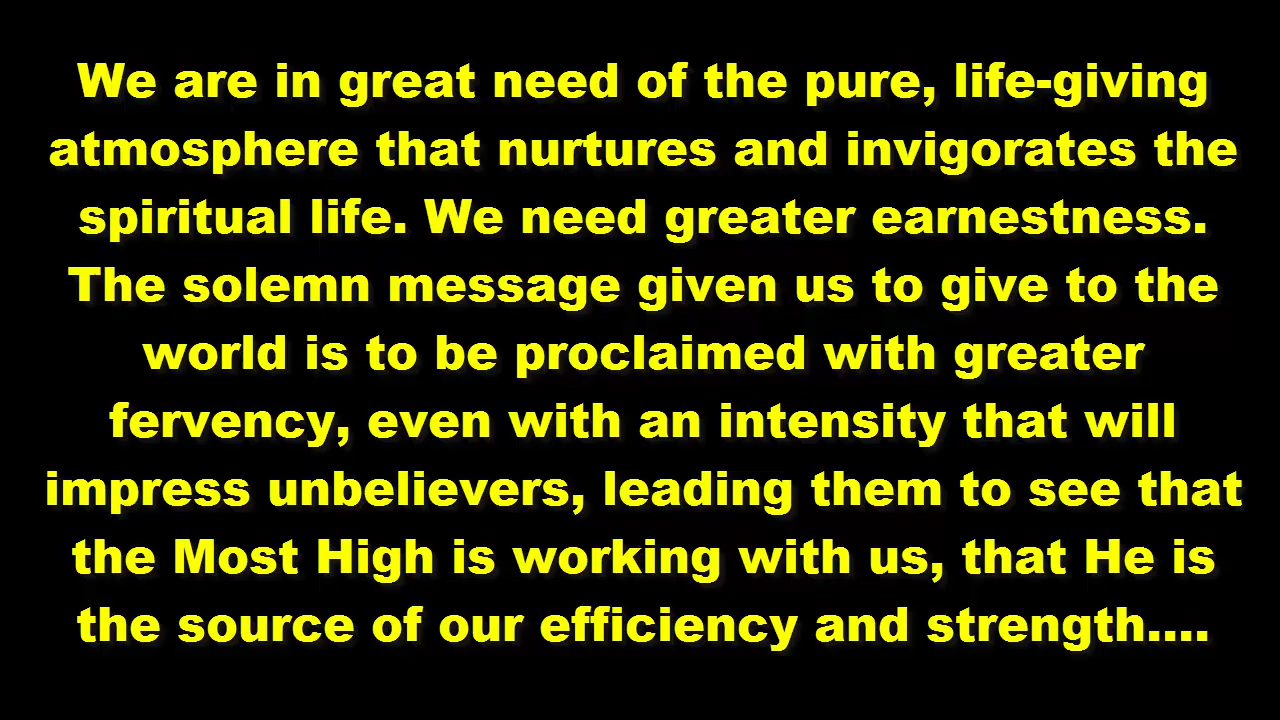 We are in great need of the pure, life-giving
atmosphere that nurtures and invigorates the
spiritual life. We need greater earnestness.
The solemn message given us to give to the
world is to be proclaimed with greater
fervency, even with an intensity that will
impress unbelievers, leading them to see that
the Most High is working with us, that He is
the source of our efficiency and strength....